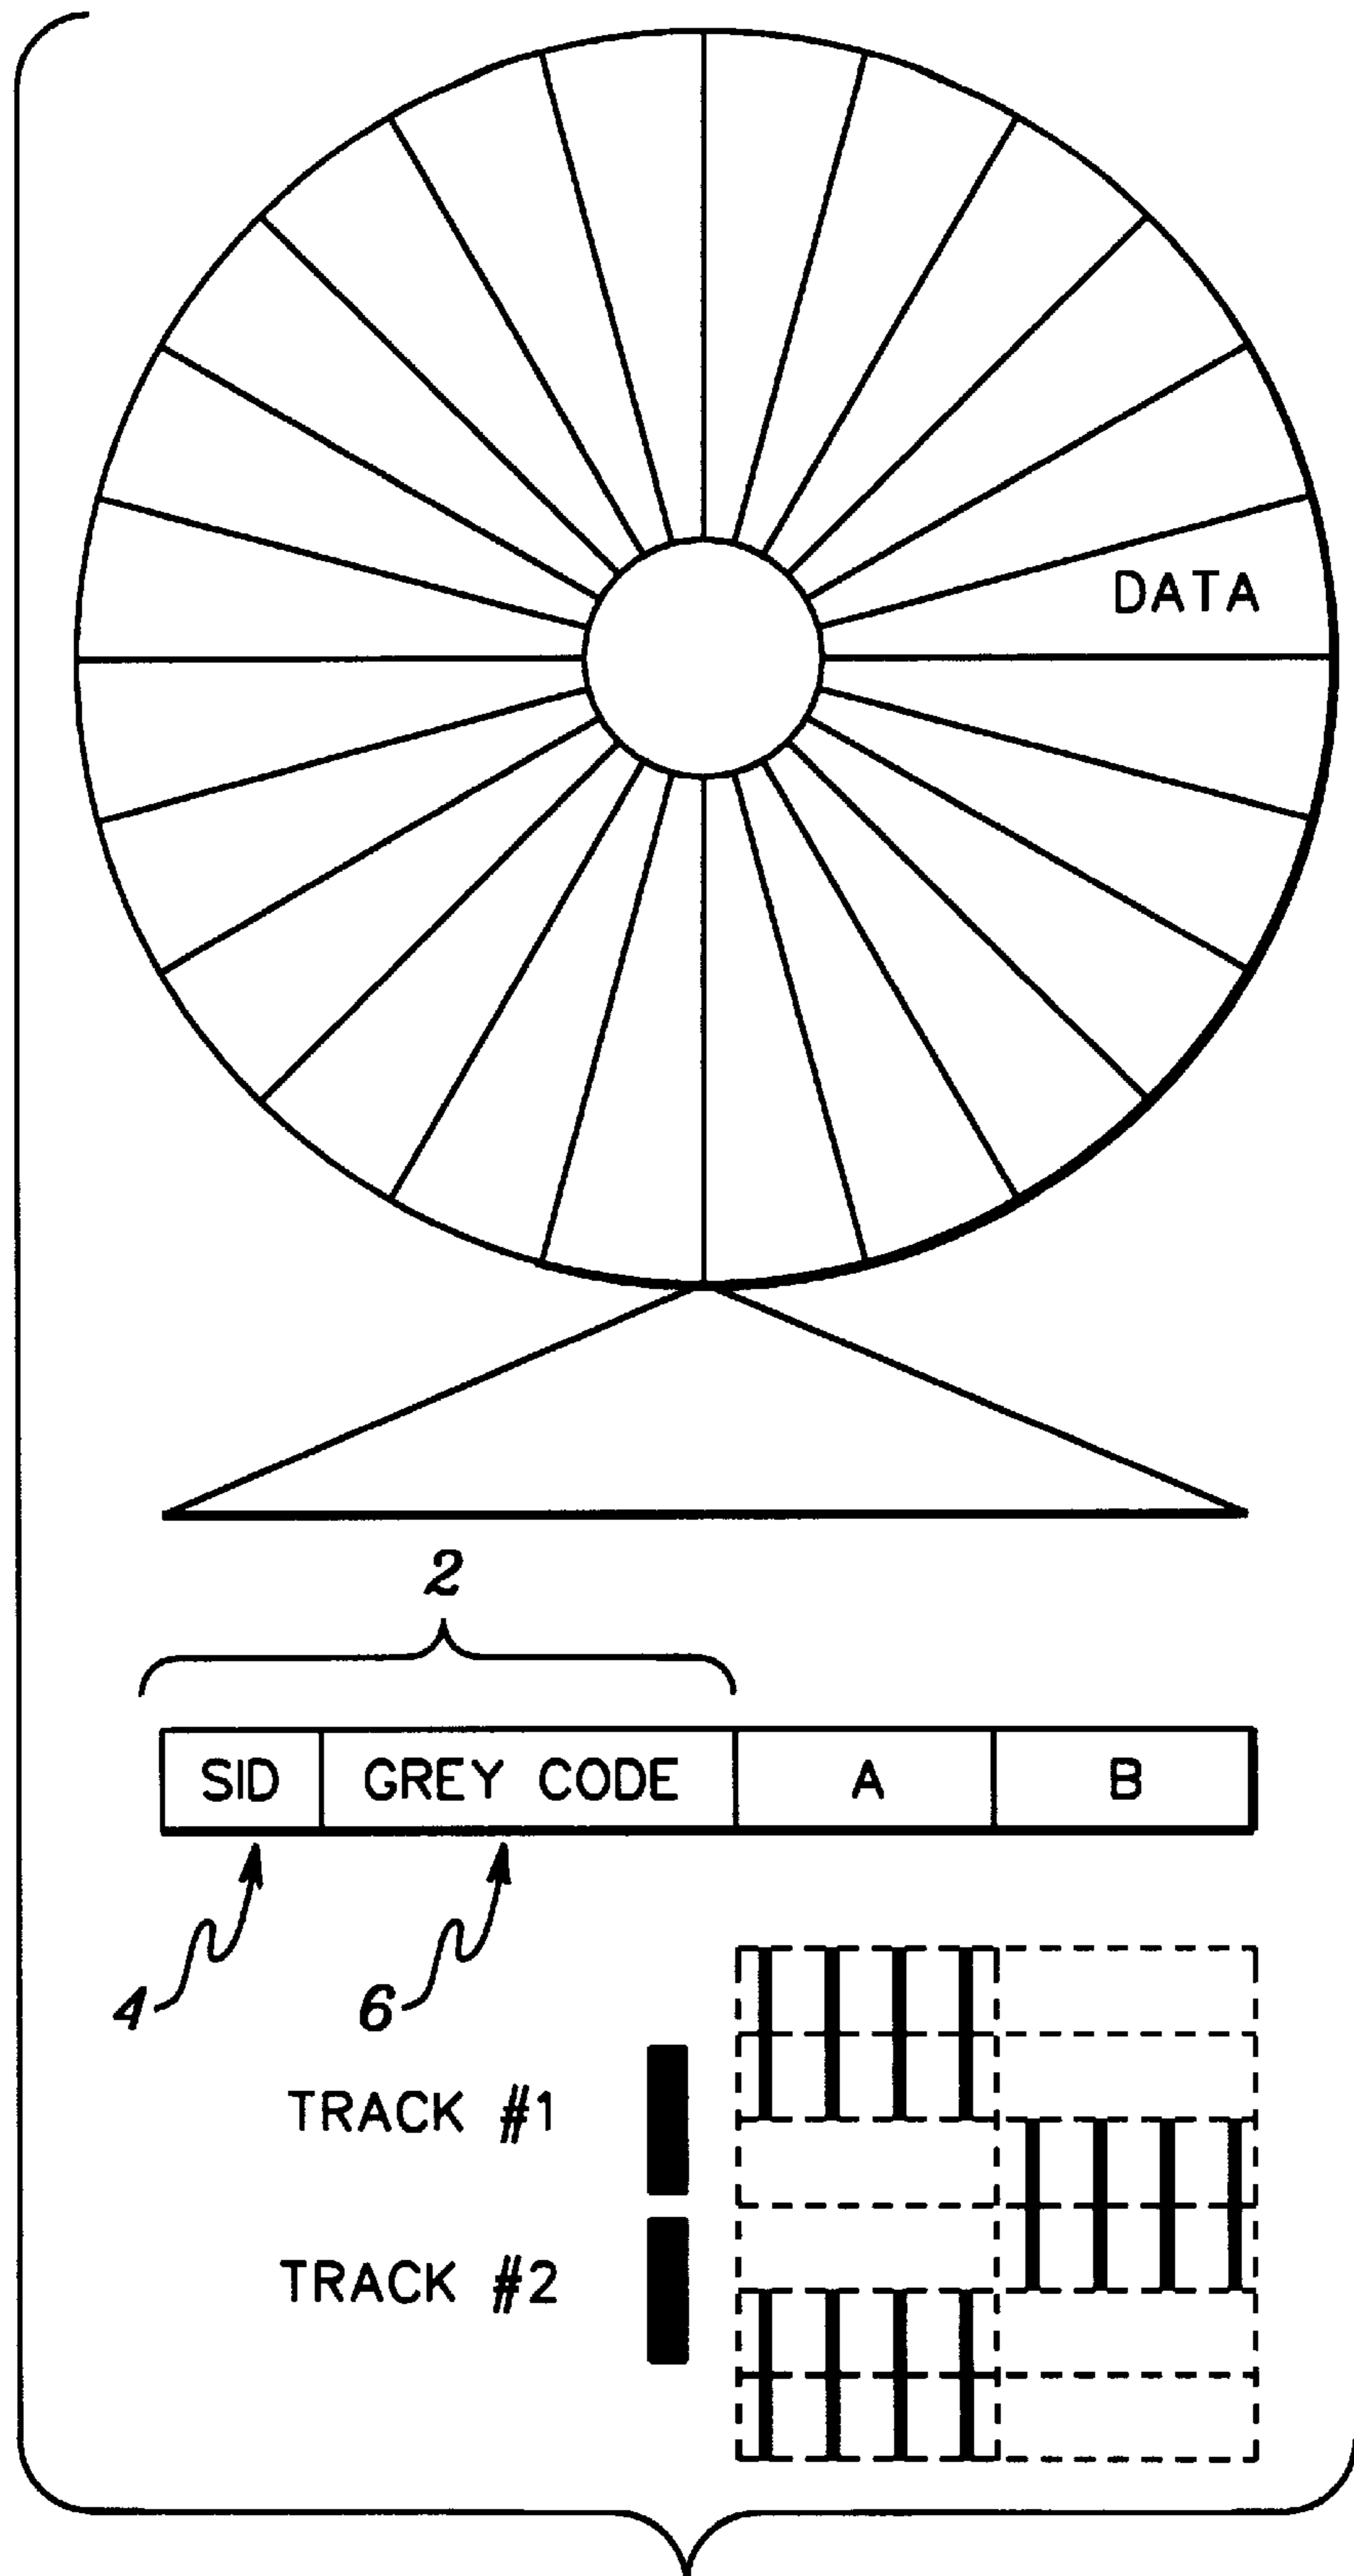 DATA
2
SID GREY CODE A B
4 6
TRACK #1
TRACK #2